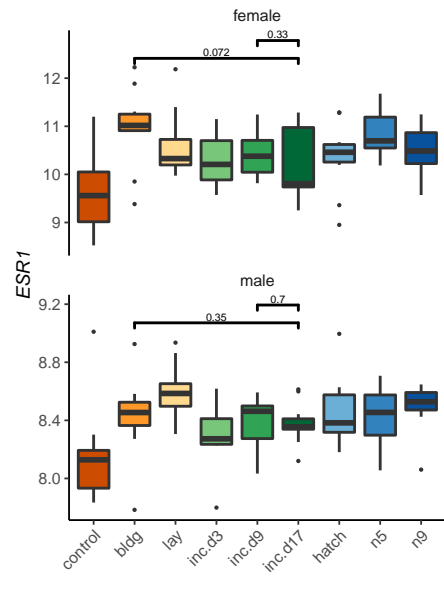 female
0.33
0.072
12
11
10
9
ESR1
male
0.7
0.35
9.2
8.8
8.4
8.0
control
bldg
lay
inc.d3
inc.d9
inc.d17
hatch
n5
n9